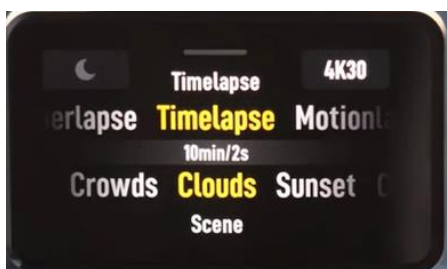 4K30
Timelapse
erlapse Timelapse Motionl
10min/2s
Crowds Clouds Sunset
Scene